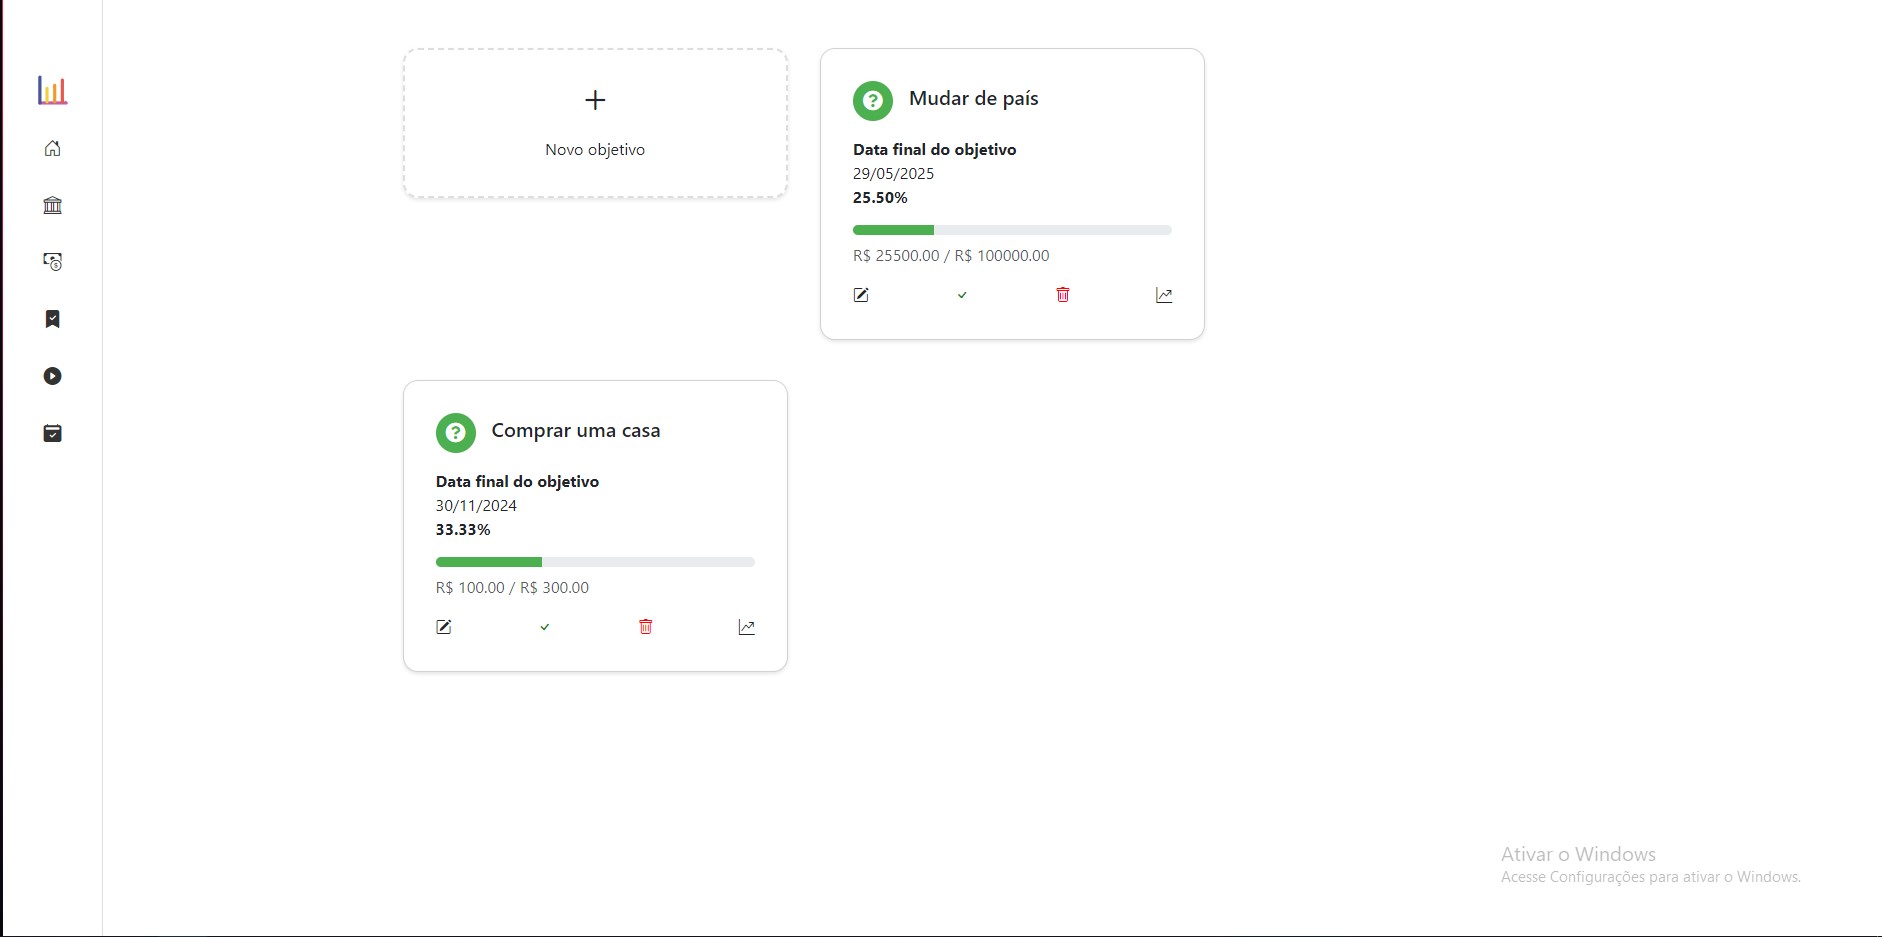 Novo objetivo
Mudar de país
Data final do objetivo
29/05/2025
25.50%
R$ 25500.00 / R$ 100000.00
Comprar uma casa
Data final do objetivo
30/11/2024
33.33%
R$ 100.00 / R$ 300.00
Ativar o Windows
Acesse Configurações para ativar o Windows.